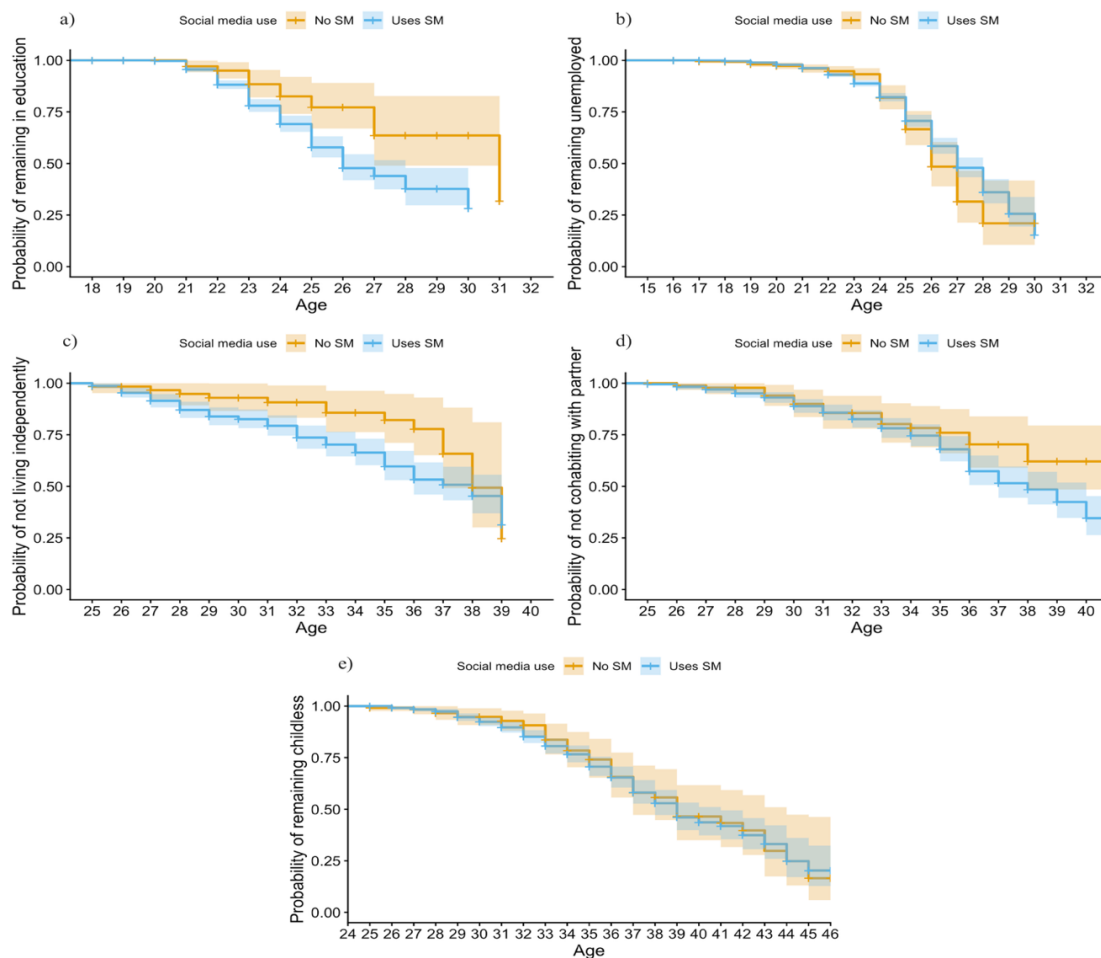 a) Social media use No SM Uses SM
Probability of remaining in education
1.00
0.75
0.50
0.25
0.00
18 19 20 21 22 23 24 25 26 27 28 29 30 31 32
Age
b) Social media use No SM Uses SM
Probability of remaining unemployed
1.00
0.75
0.50
0.25
0.00
15 16 17 18 19 20 21 22 23 24 25 26 27 28 29 30 31 32
Age
c) Social media use No SM Uses SM
Probability of not living independently
1.00
0.75
0.50
0.25
0.00
25 26 27 28 29 30 31 32 33 34 35 36 37 38 39 40
Age
d) Social media use No SM Uses SM
Probability of not cohabiting with partner
1.00
0.75
0.50
0.25
0.00
25 26 27 28 29 30 31 32 33 34 35 36 37 38 39 40
Age
e) Social media use No SM Uses SM
Probability of remaining childless
1.00
0.75
0.50
0.25
0.00
24 25 26 27 28 29 30 31 32 33 34 35 36 37 38 39 40 41 42 43 44 45 46
Age